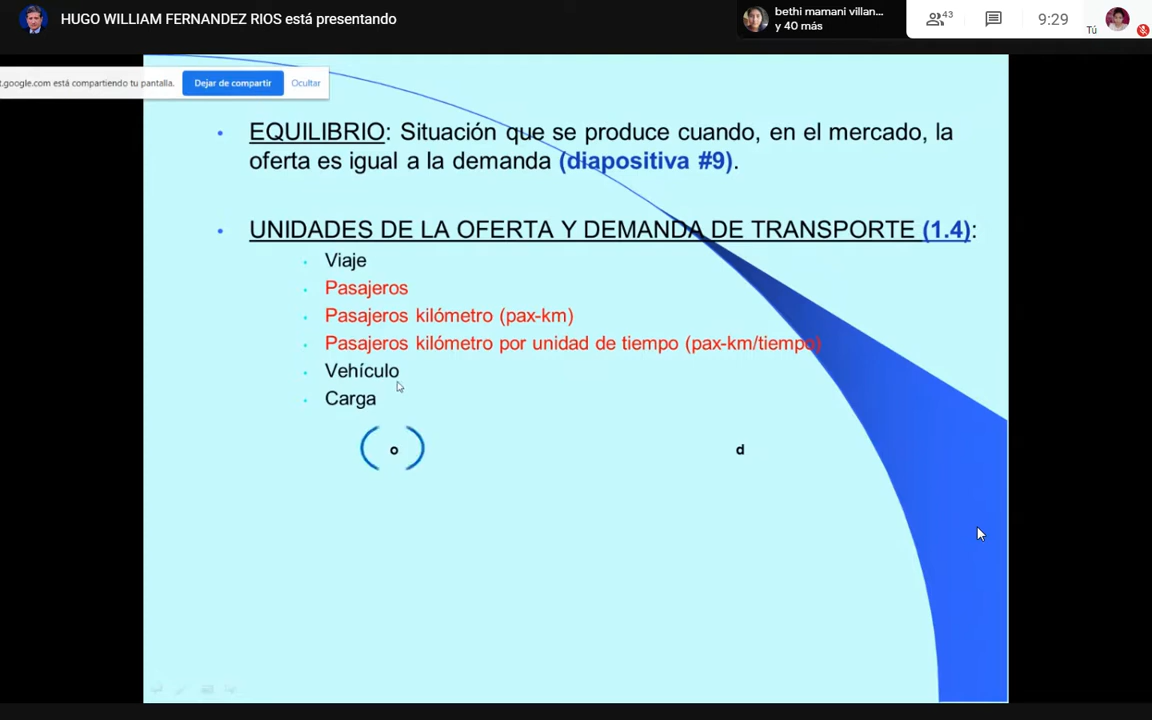 HUGO WILLIAM FERNANDEZ RIOS está presentando
bethi mamani villan...
y 40 más
43
9:29
Tú
t.google.com está compartiendo tu pantalla.
Dejar de compartir
Ocultar
• EQUILIBRIO: Situación que se produce cuando, en el mercado, la
oferta es igual a la demanda (diapositiva #9).
• UNIDADES DE LA OFERTA Y DEMANDA DE TRANSPORTE (1.4):
• Viaje
• Pasajeros
• Pasajeros kilómetro (pax-km)
• Pasajeros kilómetro por unidad de tiempo (pax-km/tiempo)
• Vehículo
• Carga
( o ) d